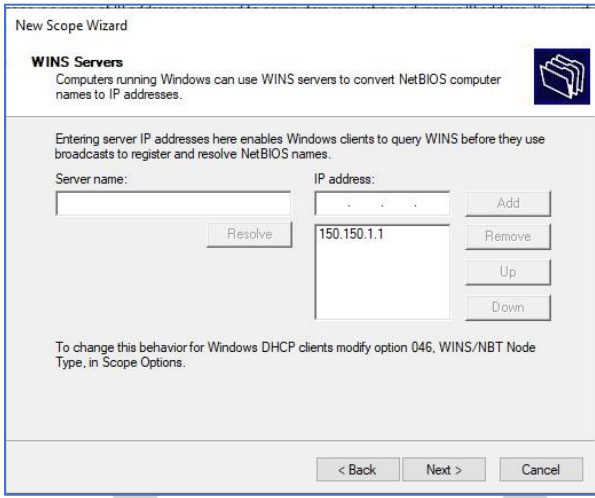 New Scope Wizard
WINS Servers
Computers running Windows can use WINS servers to convert NetBIOS computer
names to IP addresses.
Entering server IP addresses here enables Windows clients to query WINS before they use
broadcasts to register and resolve NetBIOS names.
Server name:
IP address:
Add
Resolve
150.150.1.1
Remove
Up
Down
To change this behavior for Windows DHCP clients modify option 046, WINS/NBT Node
Type, in Scope Options.
< Back
Next >
Cancel